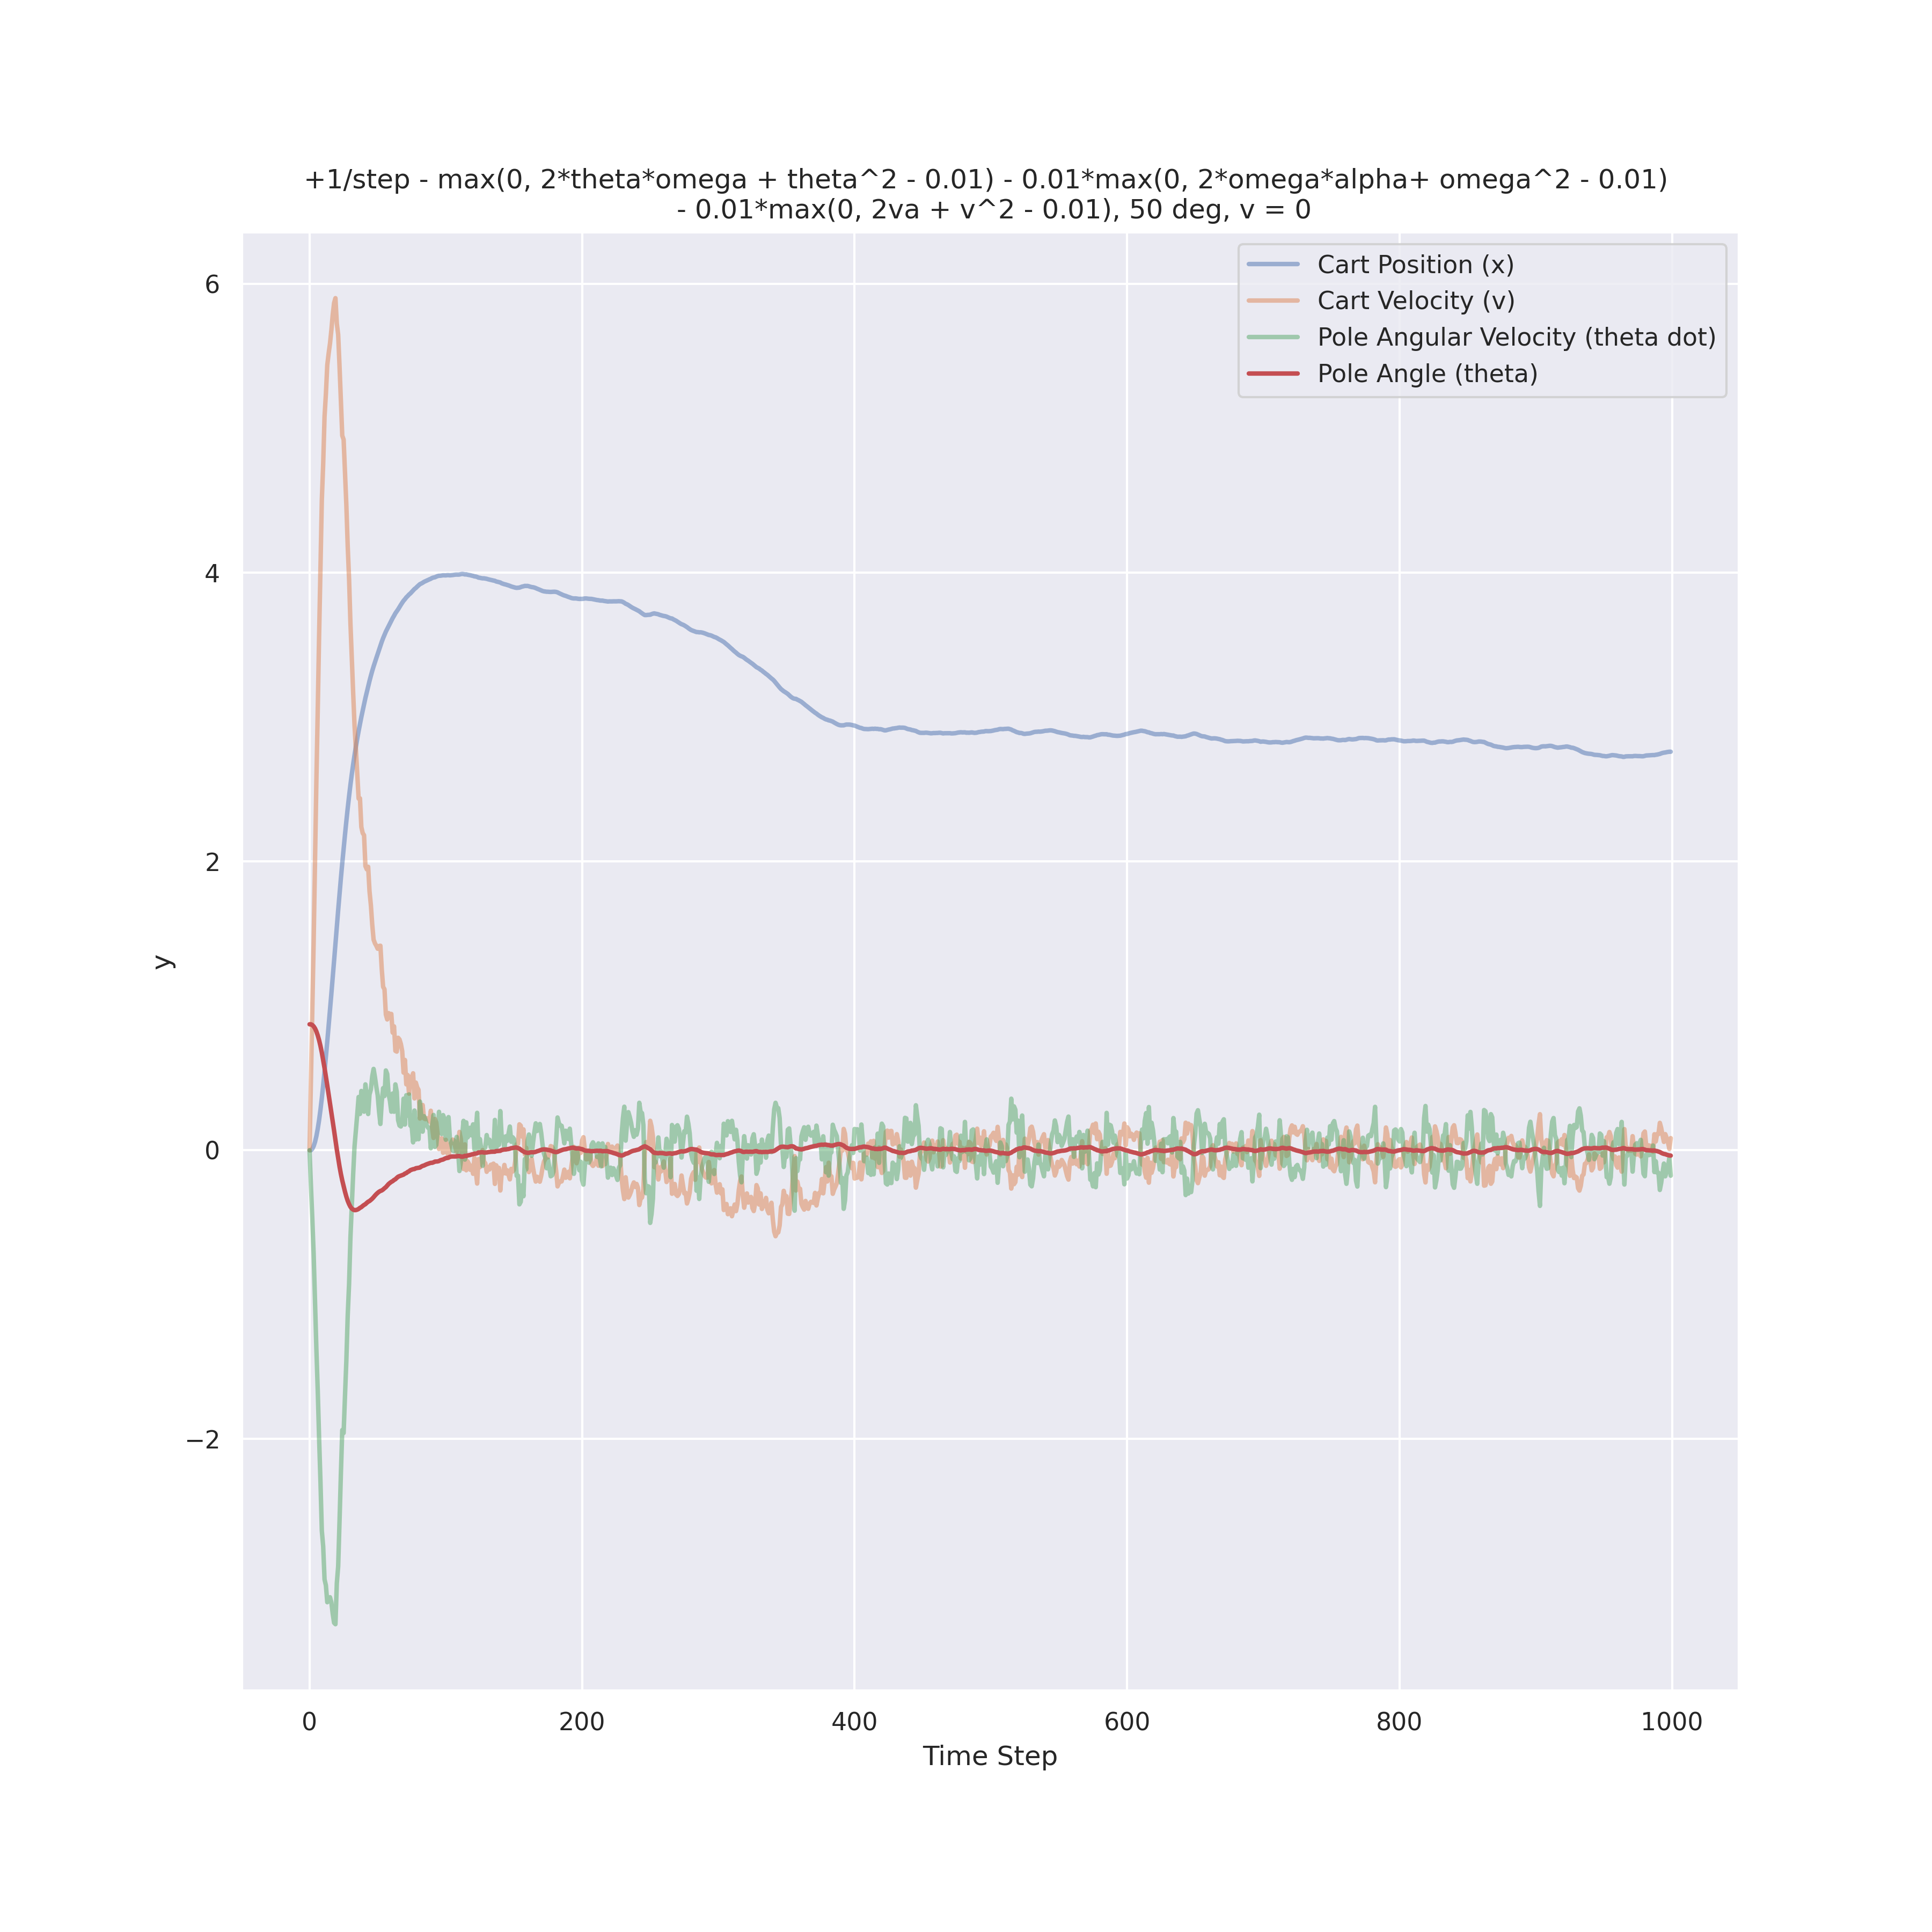 +1/step - max(0, 2*theta*omega + theta^2 - 0.01) - 0.01*max(0, 2*omega*alpha+ omega^2 - 0.01)
- 0.01*max(0, 2va + v^2 - 0.01), 50 deg, v = 0
Cart Position (x)
Cart Velocity (v)
Pole Angular Velocity (theta dot)
Pole Angle (theta)
6
4
2
0
−2
y
0 200 400 600 800 1000
Time Step